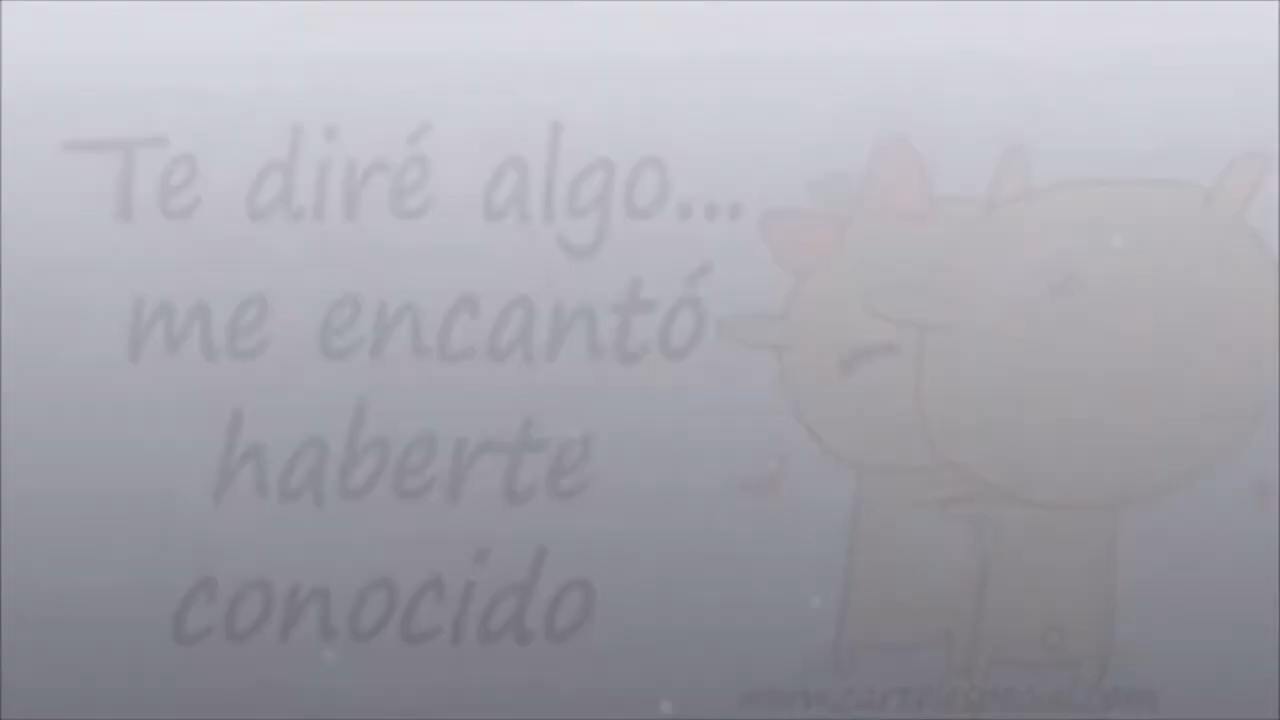 Te diré algo...
me encantó
haberte
conocido